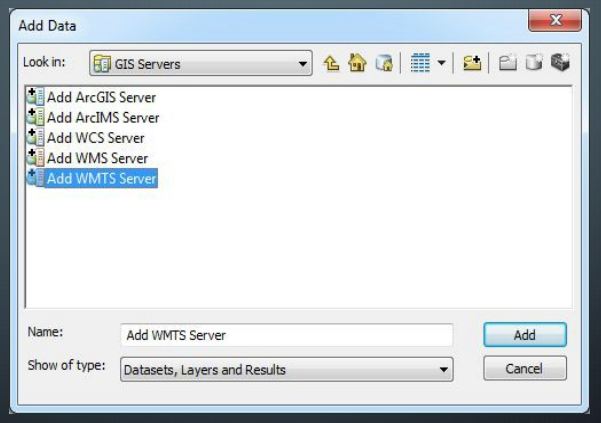 Add Data
Look in: GIS Servers
Add ArcGIS Server
Add ArcIMS Server
Add WCS Server
Add WMS Server
Add WMTS Server
Name: Add WMTS Server Add
Show of type: Datasets, Layers and Results Cancel